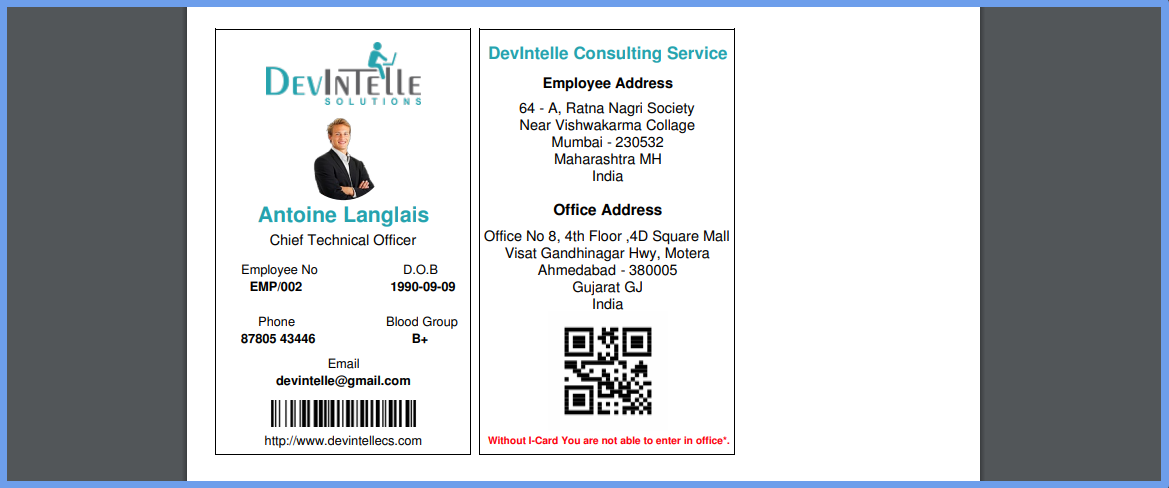 DEVINTELLE
SOLUTIONS
Antoine Langlais
Chief Technical Officer
Employee No D.O.B
EMP/002 1990-09-09
Phone Blood Group
87805 43446 B+
Email
devintelle@gmail.com
http://www.devintellecs.com
DevIntelle Consulting Service
Employee Address
64 - A, Ratna Nagri Society
Near Vishwakarma Collage
Mumbai - 230532
Maharashtra MH
India
Office Address
Office No 8, 4th Floor ,4D Square Mall
Visat Gandhinagar Hwy, Motera
Ahmedabad - 380005
Gujarat GJ
India
Without I-Card You are not able to enter in office*.